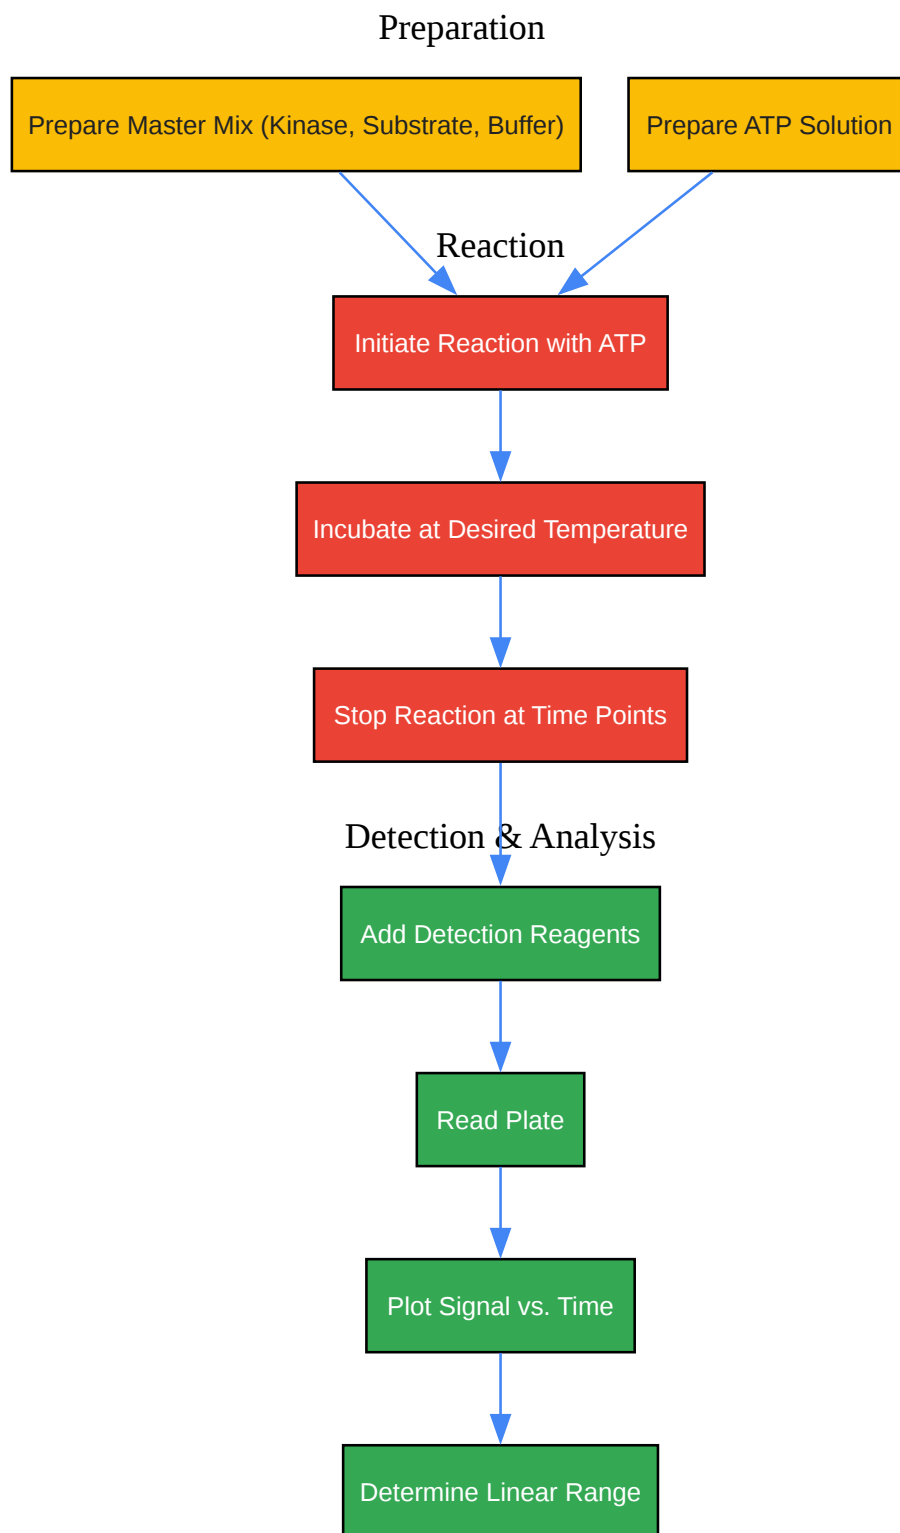 Preparation
Prepare Master Mix (Kinase, Substrate, Buffer)
Prepare ATP Solution
Reaction
Initiate Reaction with ATP
Incubate at Desired Temperature
Stop Reaction at Time Points
Detection & Analysis
Add Detection Reagents
Read Plate
Plot Signal vs. Time
Determine Linear Range